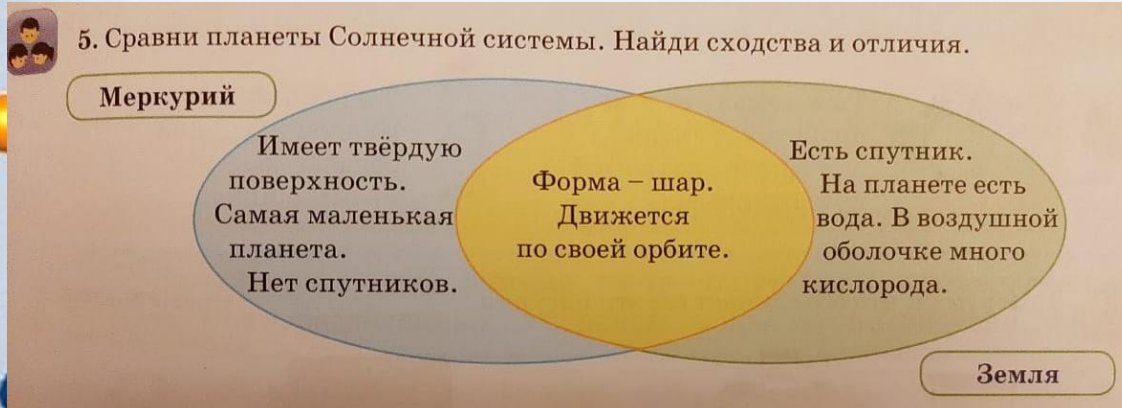 5. Сравни планеты Солнечной системы. Найди сходства и отличия.
Меркурий
Имеет твёрдую
поверхность.
Самая маленькая
планета.
Нет спутников.
Форма – шар.
Движется
по своей орбите.
Есть спутник.
На планете есть
вода. В воздушной
оболочке много
кислорода.
Земля